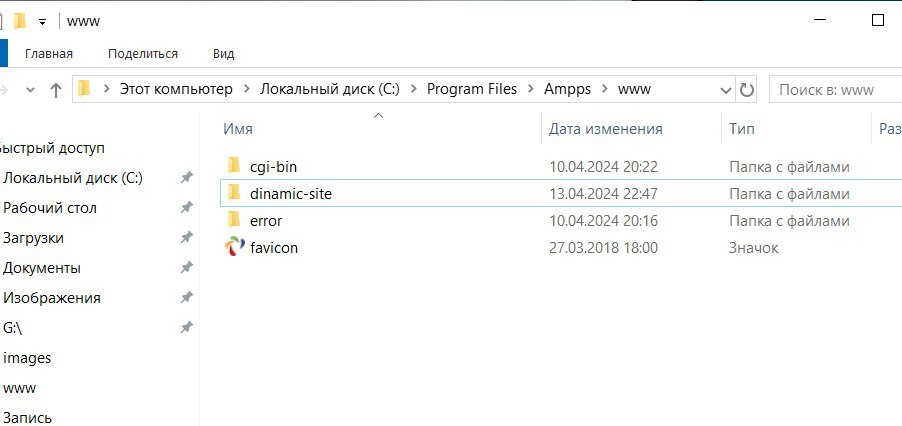 www
Главная Поделиться Вид
Этот компьютер Локальный диск (C:) Program Files Ampps www Поиск в: www
Имя Дата изменения Тип Раз
Быстрый доступ
Локальный диск (C:)
Рабочий стол
Загрузки
Документы
Изображения
G:\
images
www
Запись
cgi-bin 10.04.2024 20:22 Папка с файлами
dinamic-site 13.04.2024 22:47 Папка с файлами
error 10.04.2024 20:16 Папка с файлами
favicon 27.03.2018 18:00 Значок